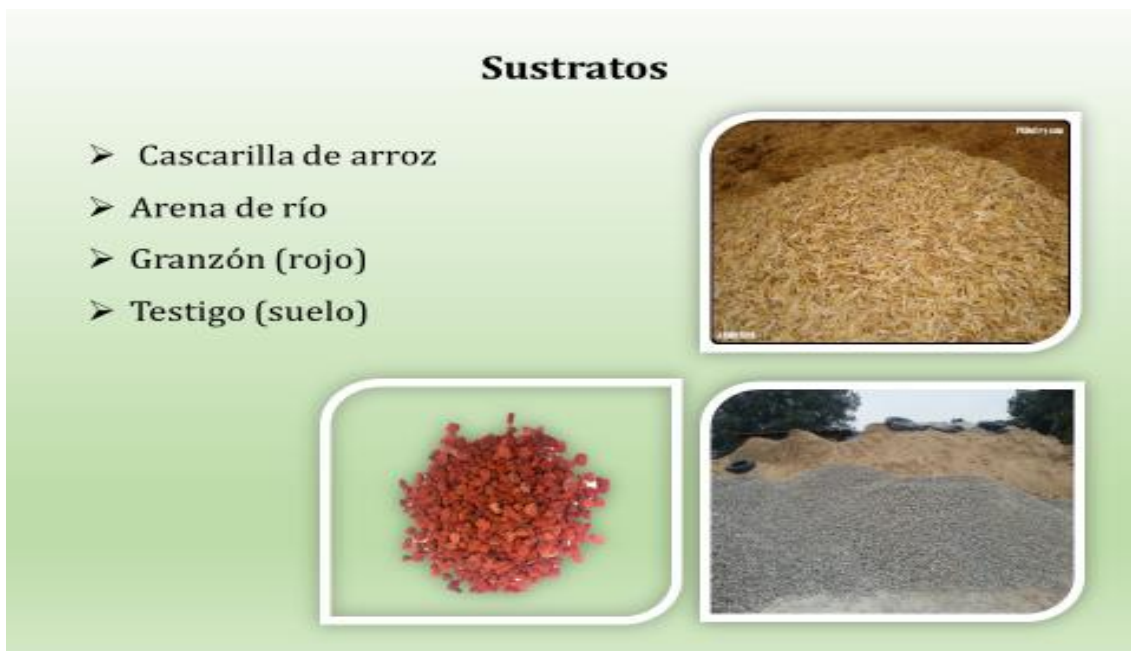 Sustratos
➢ Cascarilla de arroz
➢ Arena de río
➢ Granzón (rojo)
➢ Testigo (suelo)